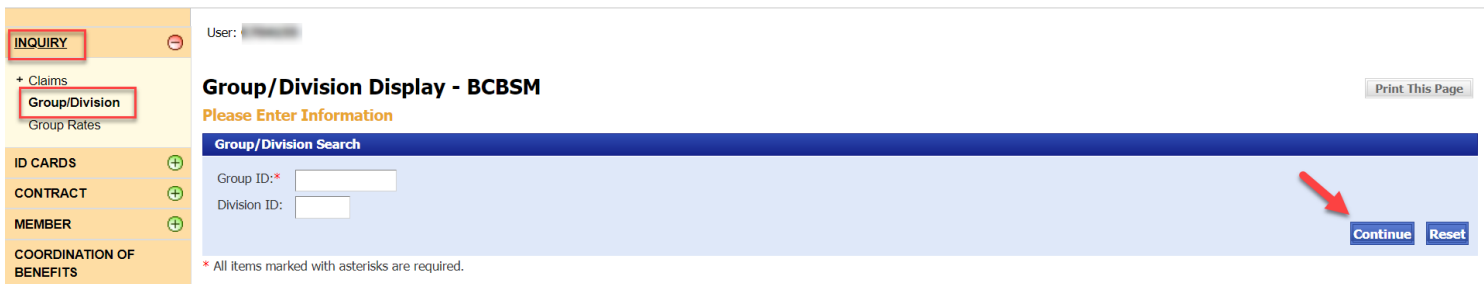 INQUIRY
+ Claims
Group/Division
Group Rates
ID CARDS
CONTRACT
MEMBER
COORDINATION OF
BENEFITS
User:
Group/Division Display - BCBSM
Print This Page
Please Enter Information
Group/Division Search
Group ID:*
Division ID:
Continue Reset
* All items marked with asterisks are required.